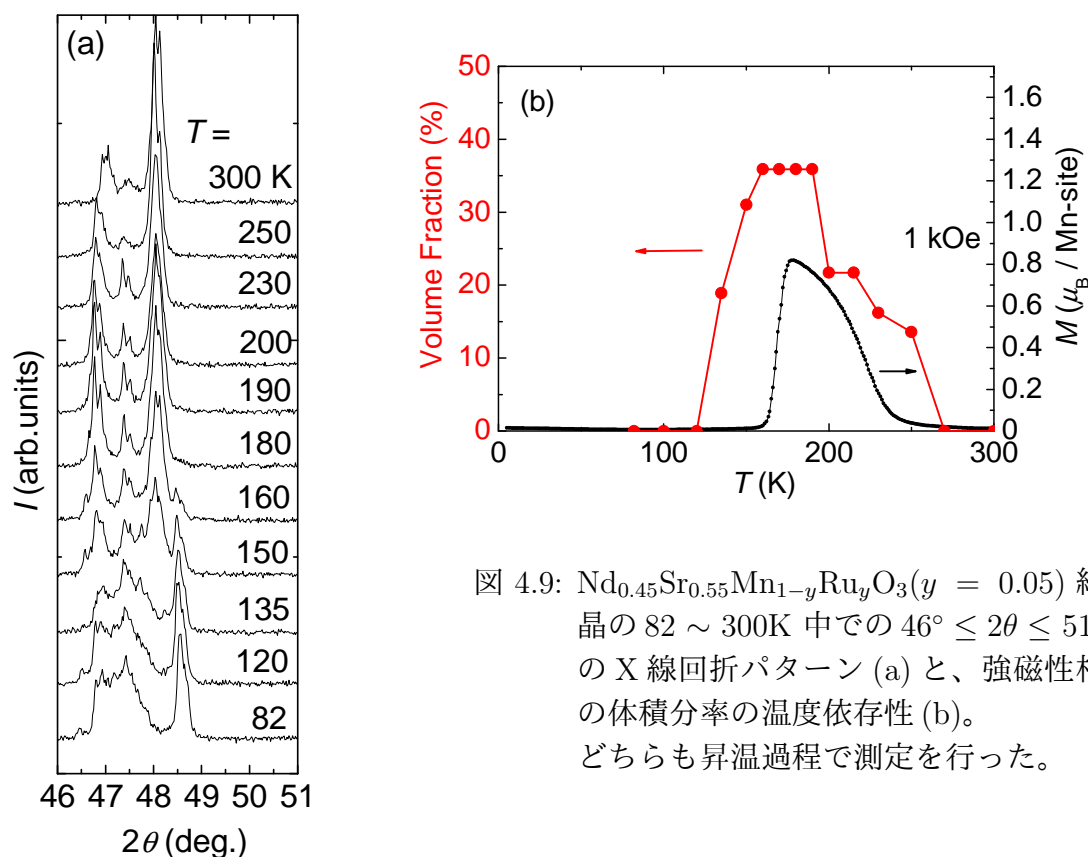 (a)
T =
300 K
250
230
200
190
180
160
150
135
120
82
I (arb.units)
46 47 48 49 50 51
2θ (deg.)
(b)
Volume Fraction (%)
50
40
30
20
10
0
0 100 200 300
T (K)
1 kOe
1.6
1.4
1.2
1.0
0.8
0.6
0.4
0.2
0
M (μB / Mn-site)
図 4.9: Nd0.45Sr0.55Mn1−yRuyO3(y = 0.05)
晶の 82 ∼ 300K 中での 46° ≤ 2θ ≤ 51
の X 線回折パターン (a) と、強磁性相
の体積分率の温度依存性 (b)。
どちらも昇温過程で測定を行った。